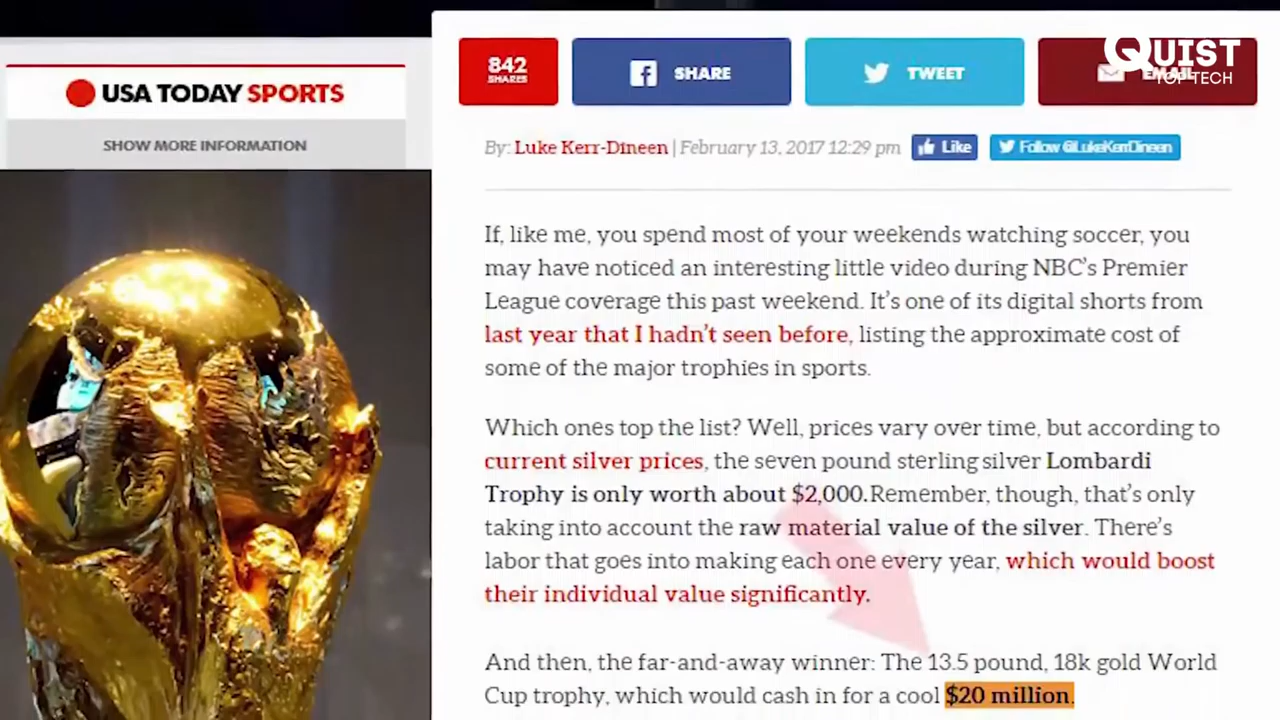 QUIST
TOP TECH
842
SHARES
SHARE
TWEET
EMAIL
USA TODAY SPORTS
SHOW MORE INFORMATION
By: Luke Kerr-Dineen | February 13, 2017 12:29 pm
Like
Follow @LukeKerrDineen
If, like me, you spend most of your weekends watching soccer, you
may have noticed an interesting little video during NBC's Premier
League coverage this past weekend. It's one of its digital shorts from
last year that I hadn't seen before, listing the approximate cost of
some of the major trophies in sports.
Which ones top the list? Well, prices vary over time, but according to
current silver prices, the seven pound sterling silver Lombardi
Trophy is only worth about $2,000.Remember, though, that's only
taking into account the raw material value of the silver. There's
labor that goes into making each one every year, which would boost
their individual value significantly.
And then, the far-and-away winner: The 13.5 pound, 18k gold World
Cup trophy, which would cash in for a cool $20 million.